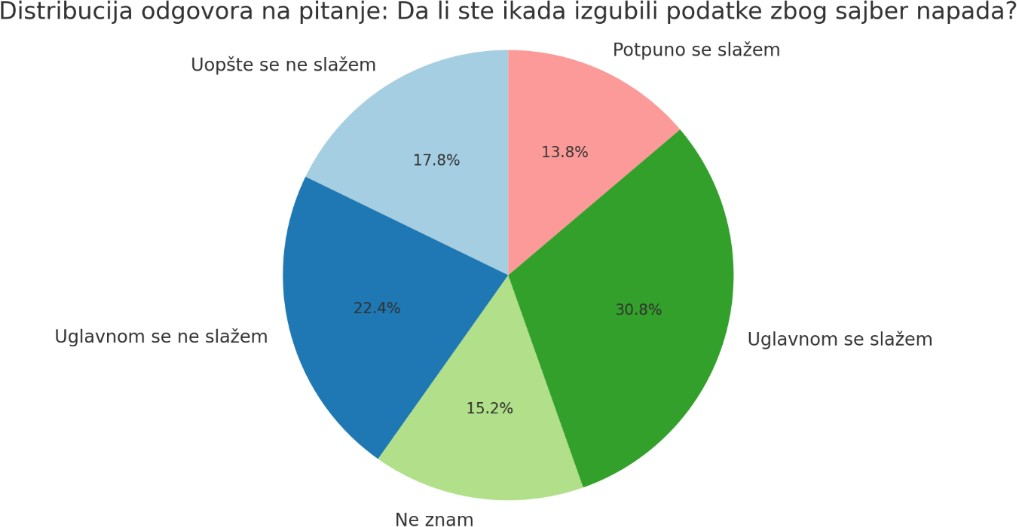 Distribucija odgovora na pitanje: Da li ste ikada izgubili podatke zbog sajber napada?
Potpuno se slažem
Uopšte se ne slažem
13.8%
17.8%
22.4%
30.8%
Uglavnom se ne slažem
Uglavnom se slažem
15.2%
Ne znam